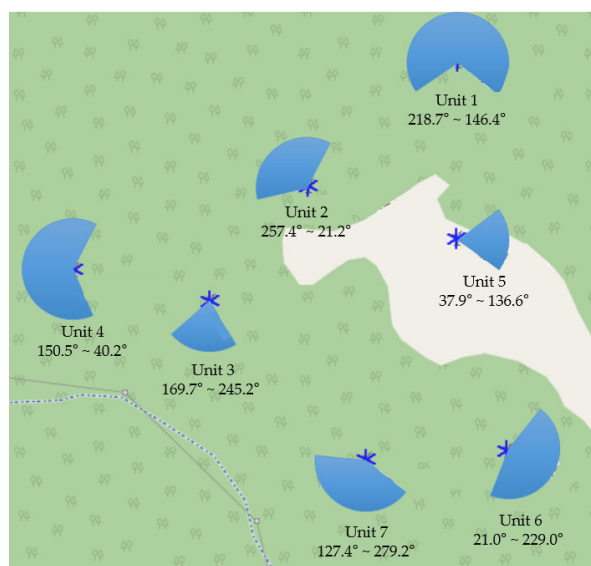 Unit 1
218.7° ~ 146.4°
Unit 2
257.4° ~ 21.2°
Unit 5
37.9° ~ 136.6°
Unit 4
150.5° ~ 40.2°
Unit 3
169.7° ~ 245.2°
Unit 6
21.0° ~ 229.0°
Unit 7
127.4° ~ 279.2°